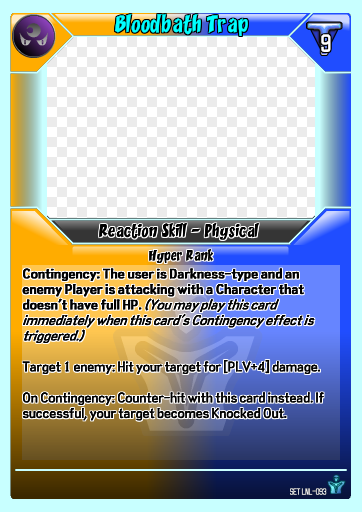 Bloodbath Trap
9
Reaction Skill - Physical
Hyper Rank
Contingency: The user is Darkness-type and an
enemy Player is attacking with a Character that
doesn't have full HP. (You may play this card
immediately when this card's Contingency effect is
triggered.)
Target 1 enemy: Hit your target for [PLV+4] damage.
On Contingency: Counter-hit with this card instead. If
successful, your target becomes Knocked Out.
SET LNL-093